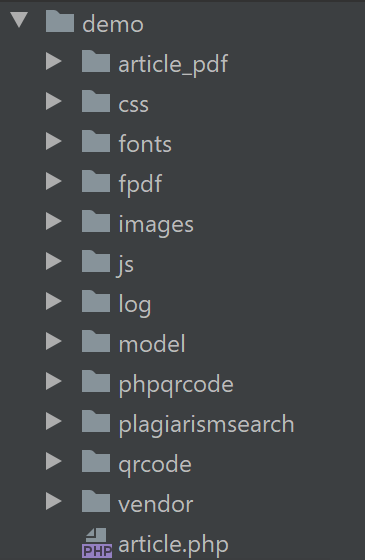 demo
article_pdf
css
fonts
fpdf
images
js
log
model
phpqrcode
plagiarismsearch
qrcode
vendor
PHP article.php